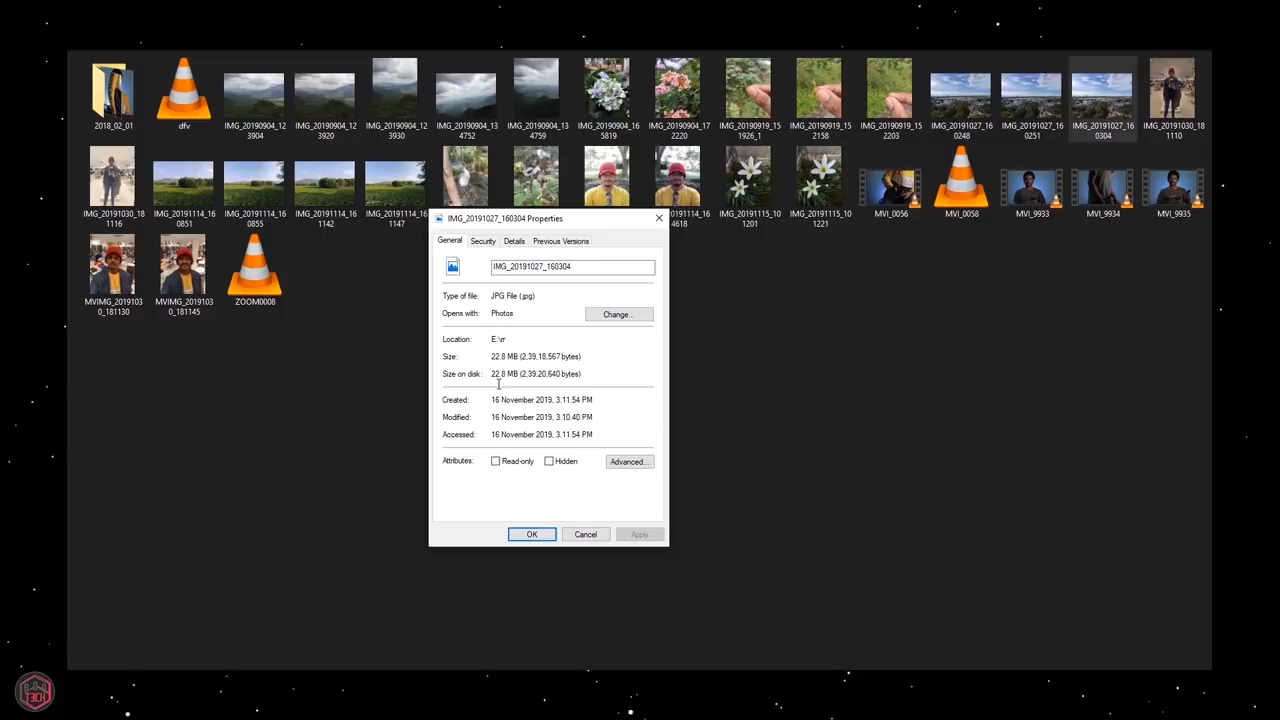 2018_02_01
dfv
IMG_20190904_12
3904
IMG_20190904_12
3920
IMG_20190904_12
3930
IMG_20190904_13
4752
IMG_20190904_13
4759
IMG_20190904_16
5819
IMG_20190904_17
2220
IMG_20190919_15
1926_1
IMG_20190919_15
2158
IMG_20190919_15
2203
IMG_20191027_16
0248
IMG_20191027_16
0251
IMG_20191027_16
0304
IMG_20191030_18
1110
IMG_20191030_18
1116
IMG_20191114_16
0851
IMG_20191114_16
0855
IMG_20191114_16
1142
IMG_20191114_16
1147
20191114
4618
IMG_20191115_10
1201
IMG_20191115_10
1221
MVI_0056
MVI_0058
MVI_9933
MVI_9934
MVI_9935
MVIMG_2019103
0_181130
MVIMG_2019103
0_181145
ZOOM0008
IMG_20191027_160304 Properties
General
Security
Details
Previous Versions
IMG_20191027_160304
Type of file: JPG File (.jpg)
Opens with: Photos
Change...
Location: E:\rr
Size: 22.8 MB (2,39,18,567 bytes)
Size on disk: 22.8 MB (2,39,20,640 bytes)
Created: 16 November 2019, 3.11.54 PM
Modified: 16 November 2019, 3.10.40 PM
Accessed: 16 November 2019, 3.11.54 PM
Attributes: Read-only Hidden
Advanced...
OK
Cancel
Apply